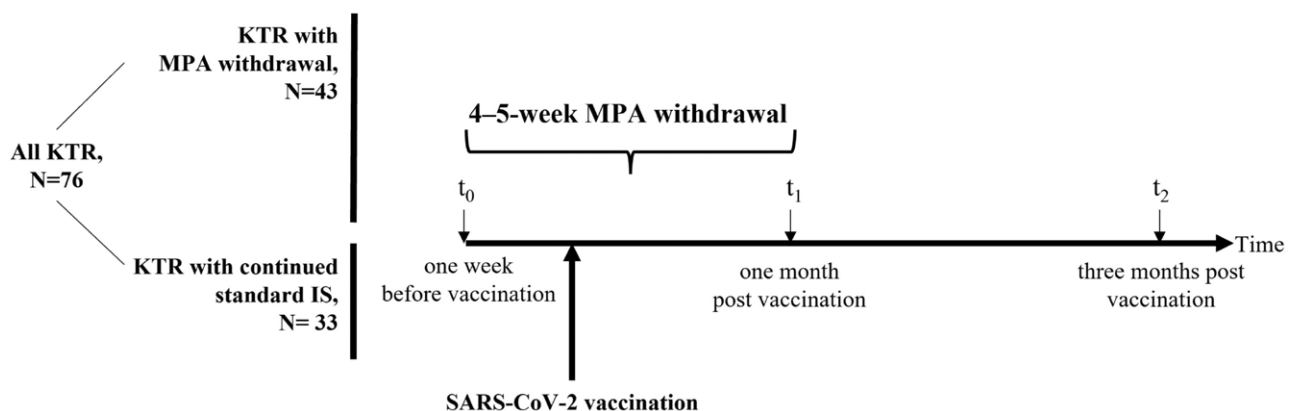 KTR with
MPA withdrawal,
N=43
All KTR,
N=76
KTR with continued
standard IS,
N= 33
4–5-week MPA withdrawal
t₀
t₁
t₂
Time
one week
before vaccination
one month
post vaccination
three months post
vaccination
SARS-CoV-2 vaccination